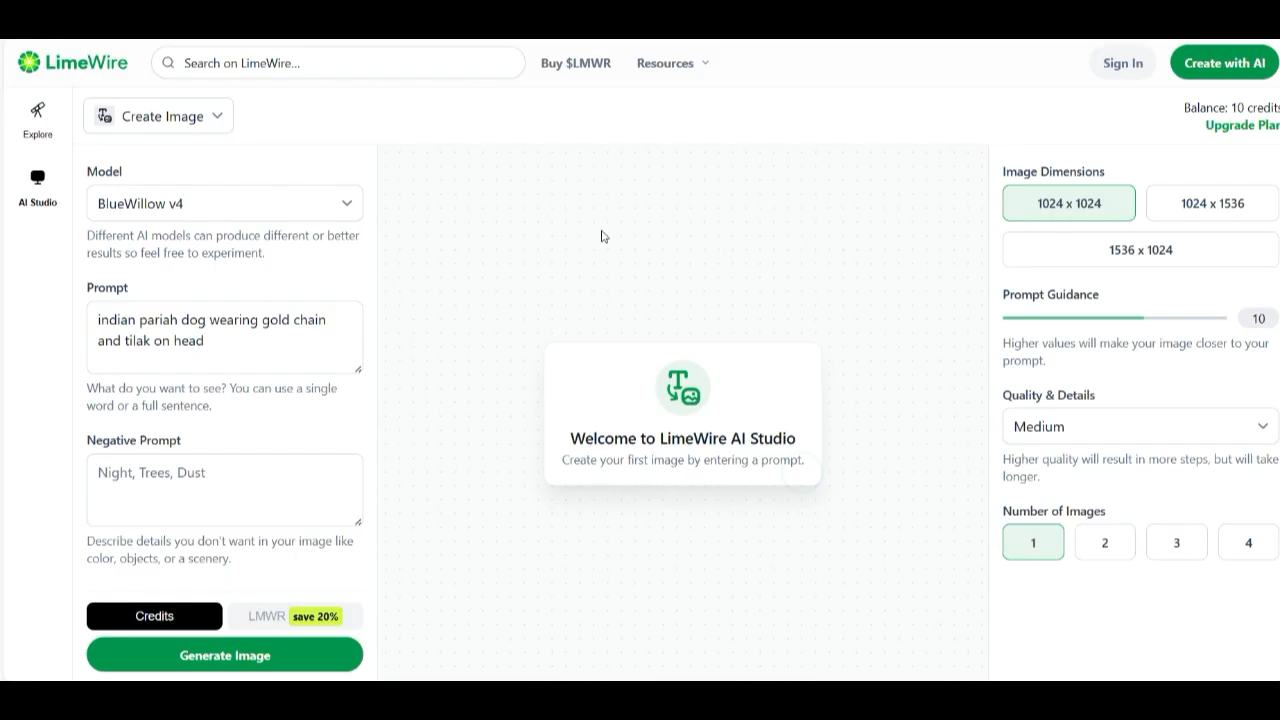 LimeWire
Search on LimeWire...
Buy $LMWR
Resources
Sign In
Create with AI
Explore
AI Studio
Create Image
Balance: 10 credits
Upgrade Plan
Model
BlueWillow v4
Different AI models can produce different or better
results so feel free to experiment.
Prompt
indian pariah dog wearing gold chain
and tilak on head
What do you want to see? You can use a single
word or a full sentence.
Negative Prompt
Night, Trees, Dust
Describe details you don't want in your image like
color, objects, or a scenery.
Credits
LMWR save 20%
Generate Image
Welcome to LimeWire AI Studio
Create your first image by entering a prompt.
Image Dimensions
1024 x 1024
1024 x 1536
1536 x 1024
Prompt Guidance
10
Higher values will make your image closer to your
prompt.
Quality & Details
Medium
Higher quality will result in more steps, but will take
longer.
Number of Images
1
2
3
4